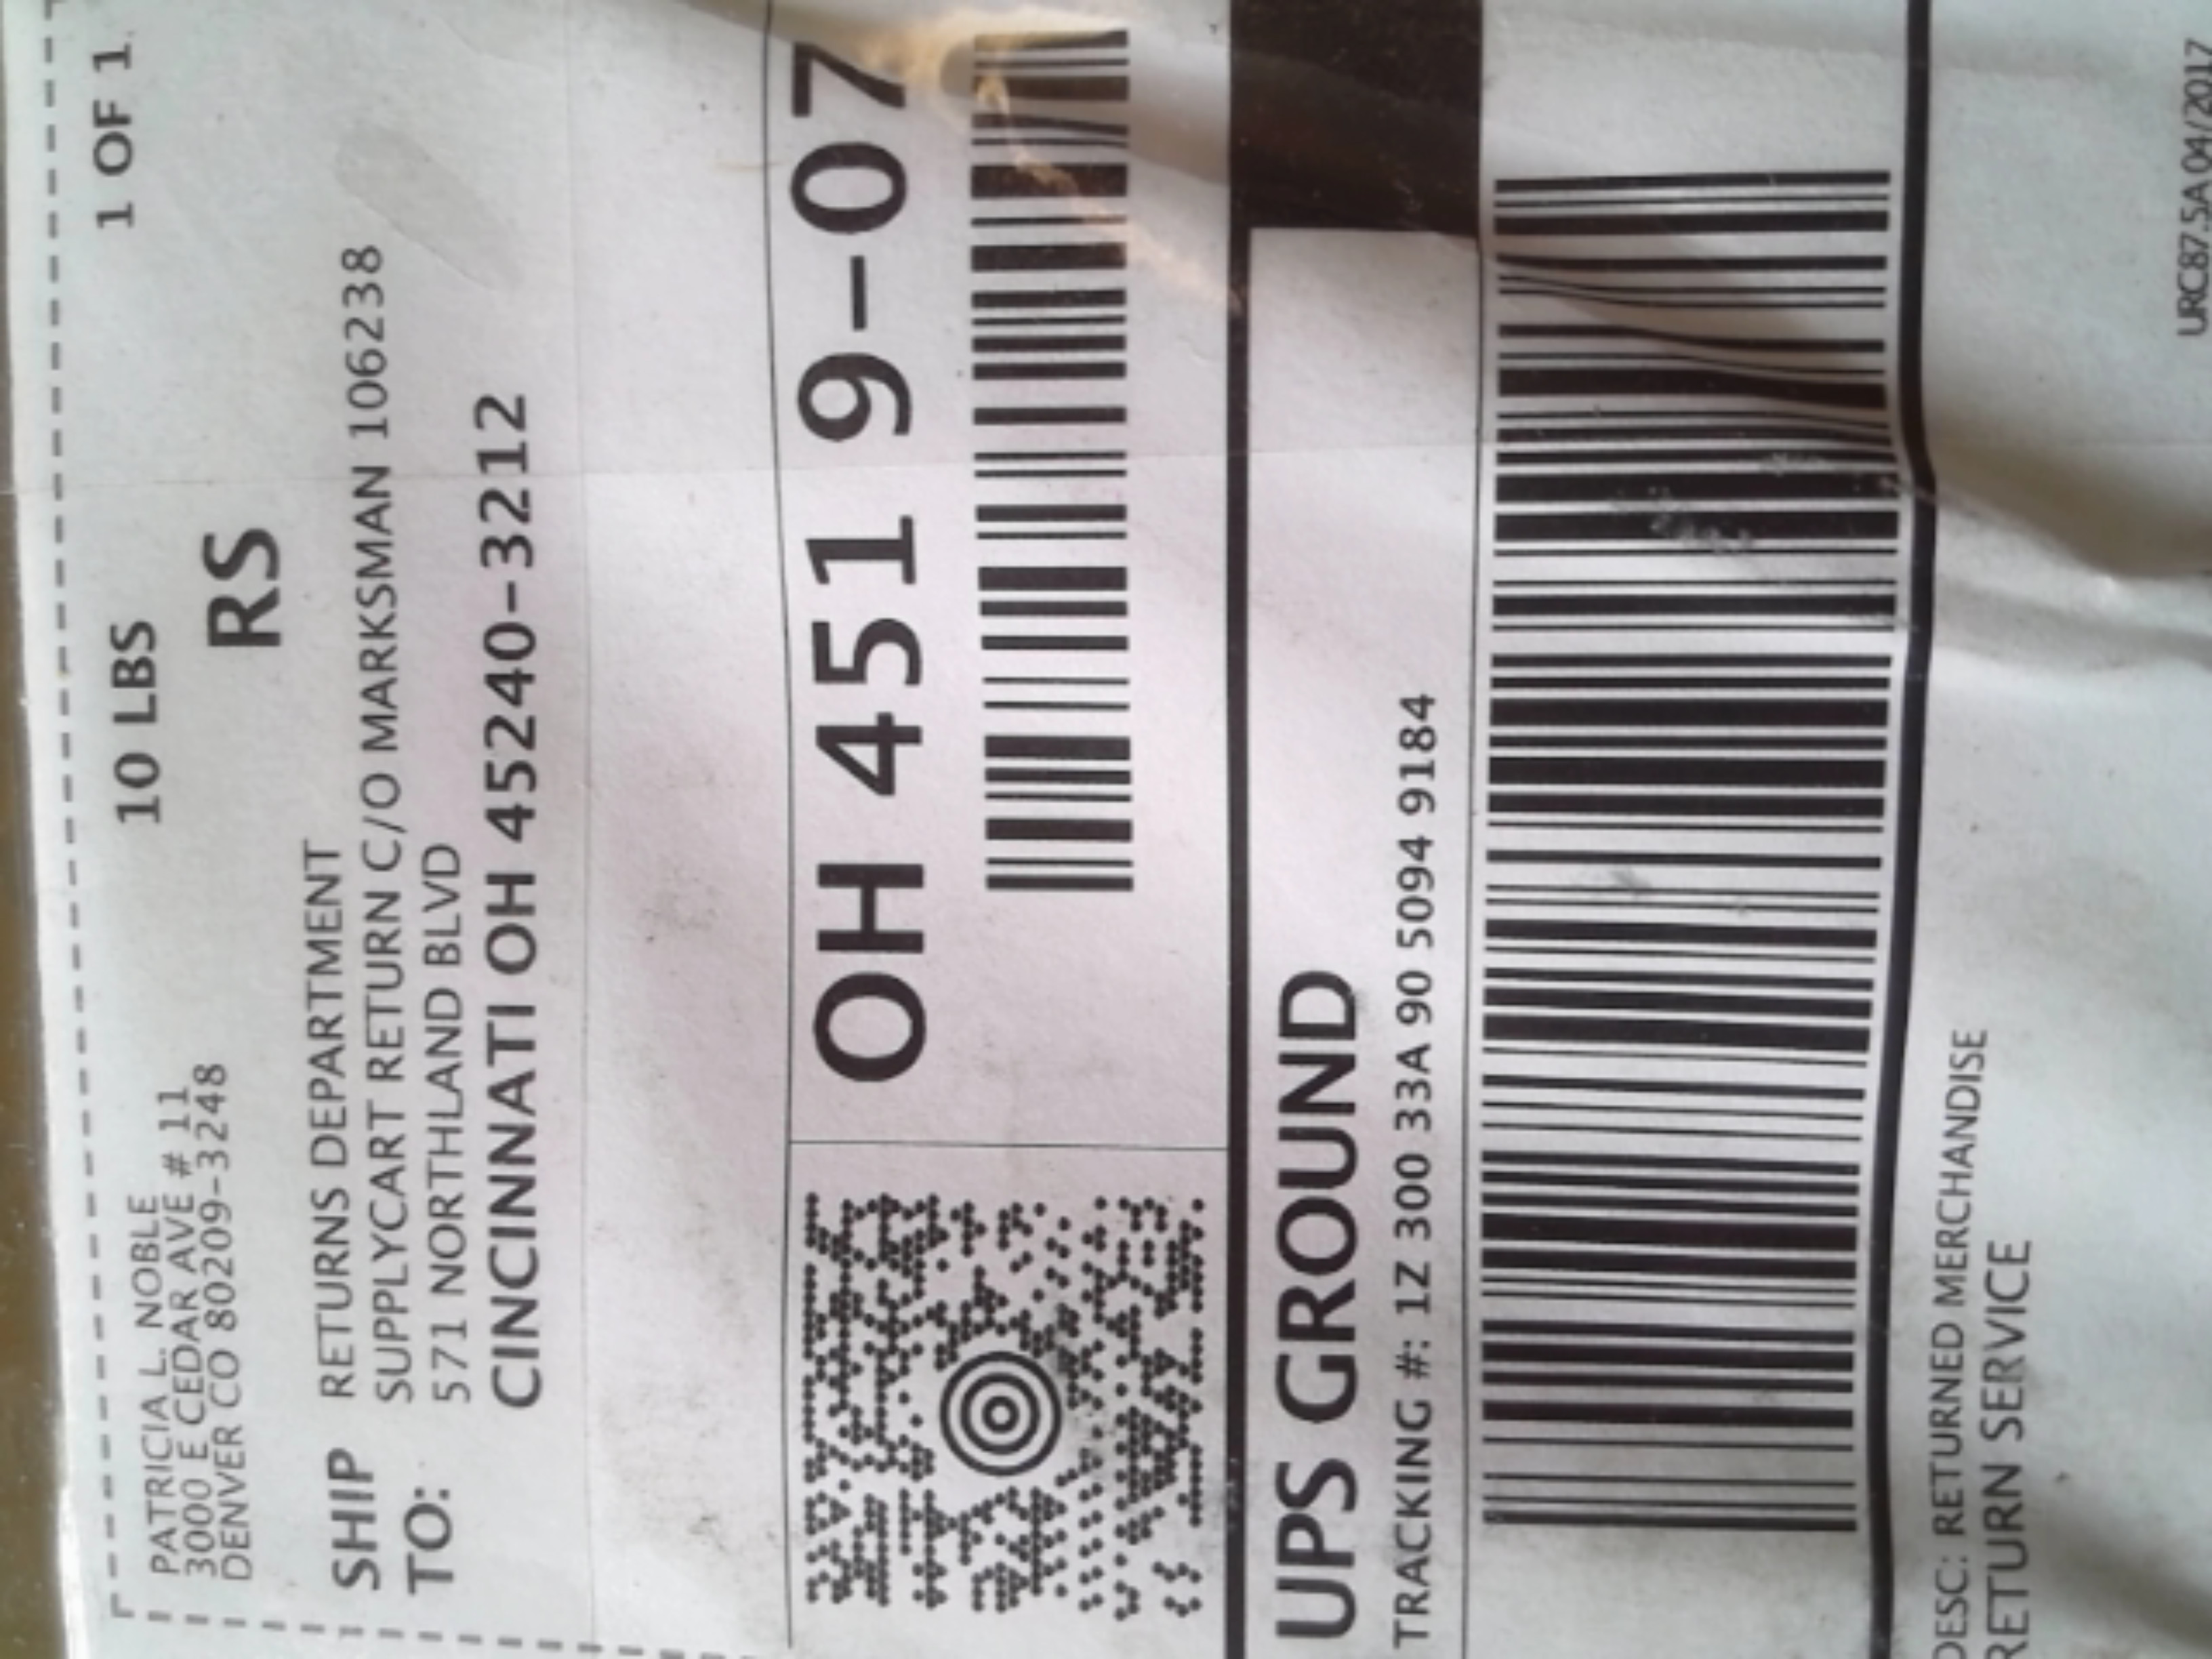 PATRICIA L. NOBLE
3000 E CEDAR AVE # 11
DENVER CO 80209-3248
10 LBS
1 OF 1
RS
SHIP TO:
RETURNS DEPARTMENT
SUPPLYCART RETURN C/O MARKSMAN 106238
571 NORTHLAND BLVD
CINCINNATI OH 45240-3212
OH 451 9-07
UPS GROUND
TRACKING #: 1Z 300 33A 90 5094 9184
DESC: RETURNED MERCHANDISE
RETURN SERVICE
URC87.5A 04/2017